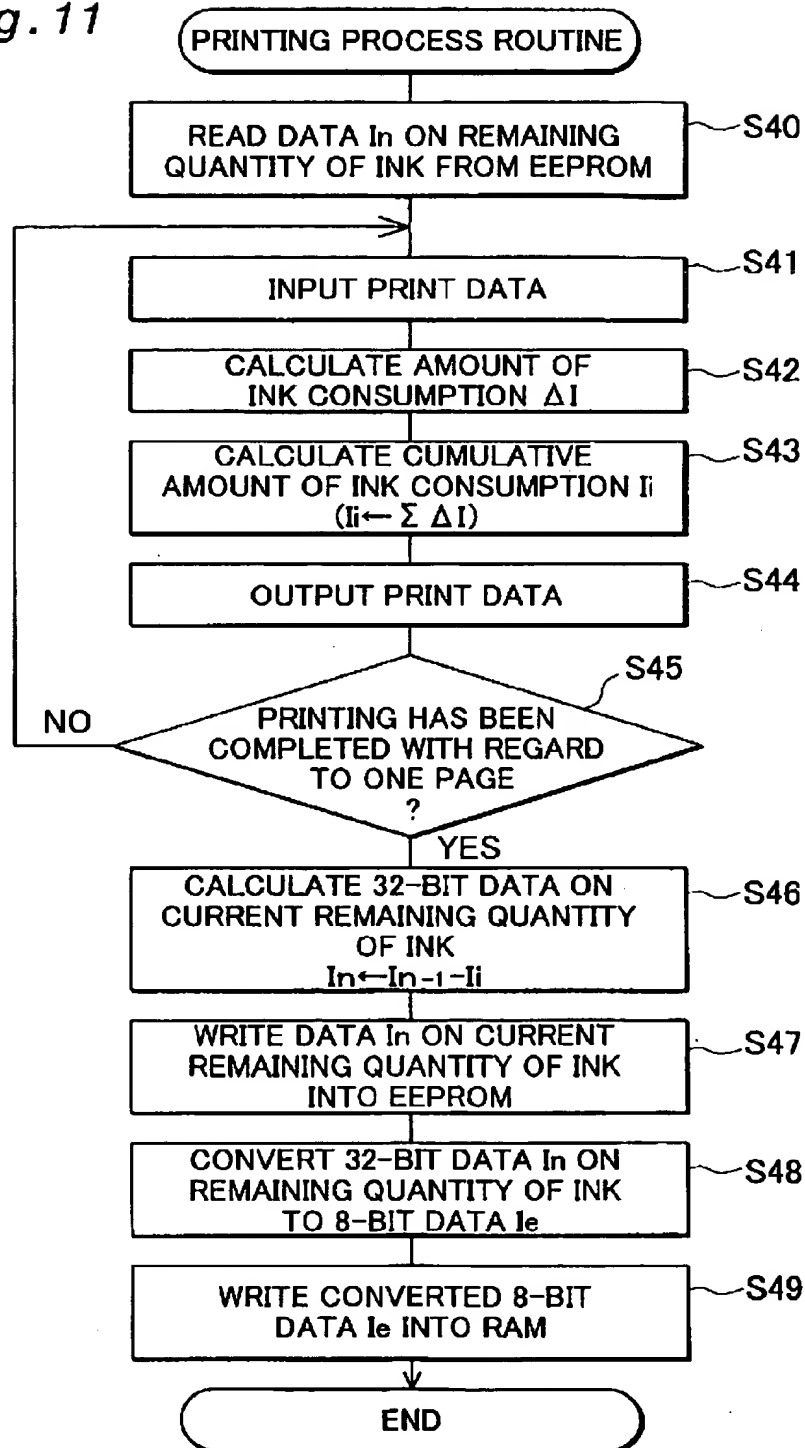 g.11
PRINTING PROCESS ROUTINE
READ DATA In ON REMAINING
QUANTITY OF INK FROM EEPROM
S40
INPUT PRINT DATA
S41
CALCULATE AMOUNT OF
INK CONSUMPTION ΔI
S42
CALCULATE CUMULATIVE
AMOUNT OF INK CONSUMPTION Ii
(Ii← Σ ΔI)
S43
OUTPUT PRINT DATA
S44
S45
NO
PRINTING HAS BEEN
COMPLETED WITH REGARD
TO ONE PAGE
?
YES
CALCULATE 32-BIT DATA ON
CURRENT REMAINING QUANTITY
OF INK
In←In-1-Ii
S46
WRITE DATA In ON CURRENT
REMAINING QUANTITY OF INK
INTO EEPROM
S47
CONVERT 32-BIT DATA In ON
REMAINING QUANTITY OF INK
TO 8-BIT DATA Ie
S48
WRITE CONVERTED 8-BIT
DATA Ie INTO RAM
S49
END